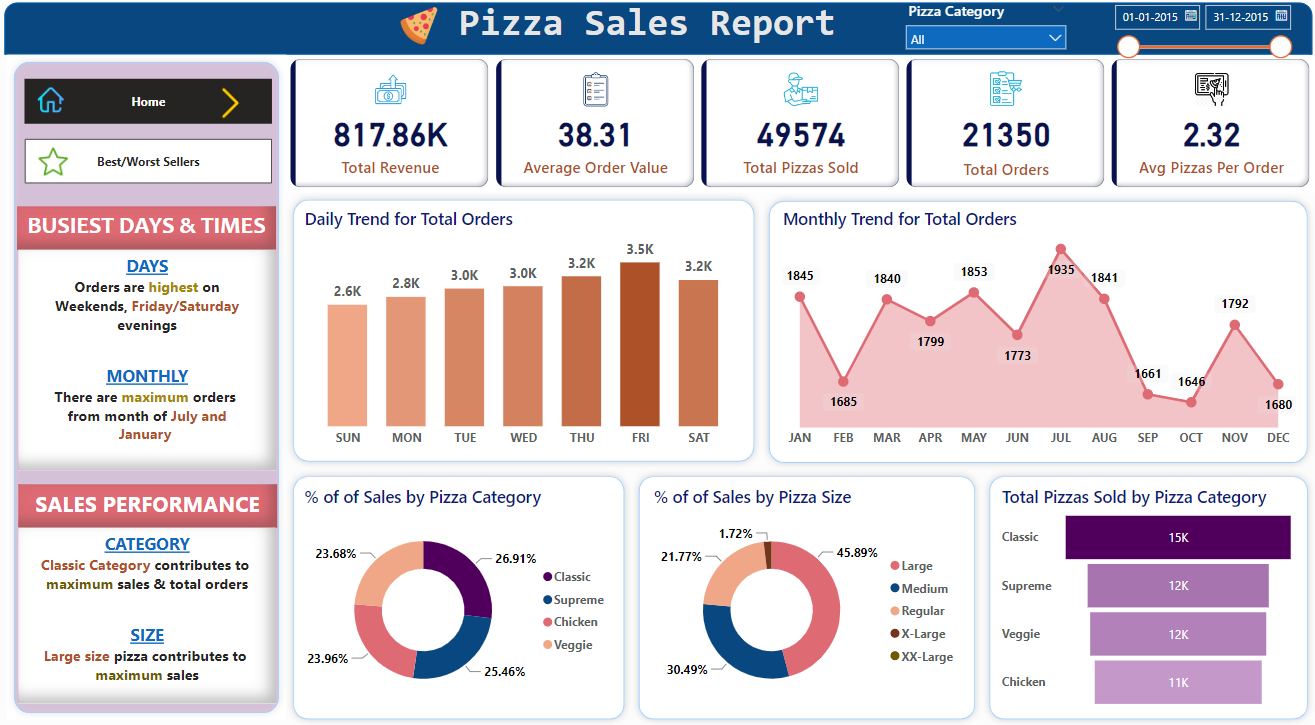 Pizza Sales Report
Pizza Category
All
01-01-2015
31-12-2015
Home
Best/Worst Sellers
BUSIEST DAYS & TIMES
DAYS
Orders are highest on
Weekends, Friday/Saturday
evenings
MONTHLY
There are maximum orders
from month of July and
January
SALES PERFORMANCE
CATEGORY
Classic Category contributes to
maximum sales & total orders
SIZE
Large size pizza contributes to
maximum sales
817.86K
Total Revenue
38.31
Average Order Value
49574
Total Pizzas Sold
21350
Total Orders
2.32
Avg Pizzas Per Order
Daily Trend for Total Orders
2.6K
2.8K
3.0K
3.0K
3.2K
3.5K
3.2K
SUN MON TUE WED THU FRI SAT
Monthly Trend for Total Orders
1845
1685
1840
1799
1853
1773
1935
1841
1661
1646
1792
1680
JAN FEB MAR APR MAY JUN JUL AUG SEP OCT NOV DEC
% of of Sales by Pizza Category
23.68%
26.91%
23.96%
25.46%
Classic
Supreme
Chicken
Veggie
% of of Sales by Pizza Size
1.72%
21.77%
45.89%
30.49%
Large
Medium
Regular
X-Large
XX-Large
Total Pizzas Sold by Pizza Category
Classic 15K
Supreme 12K
Veggie 12K
Chicken 11K